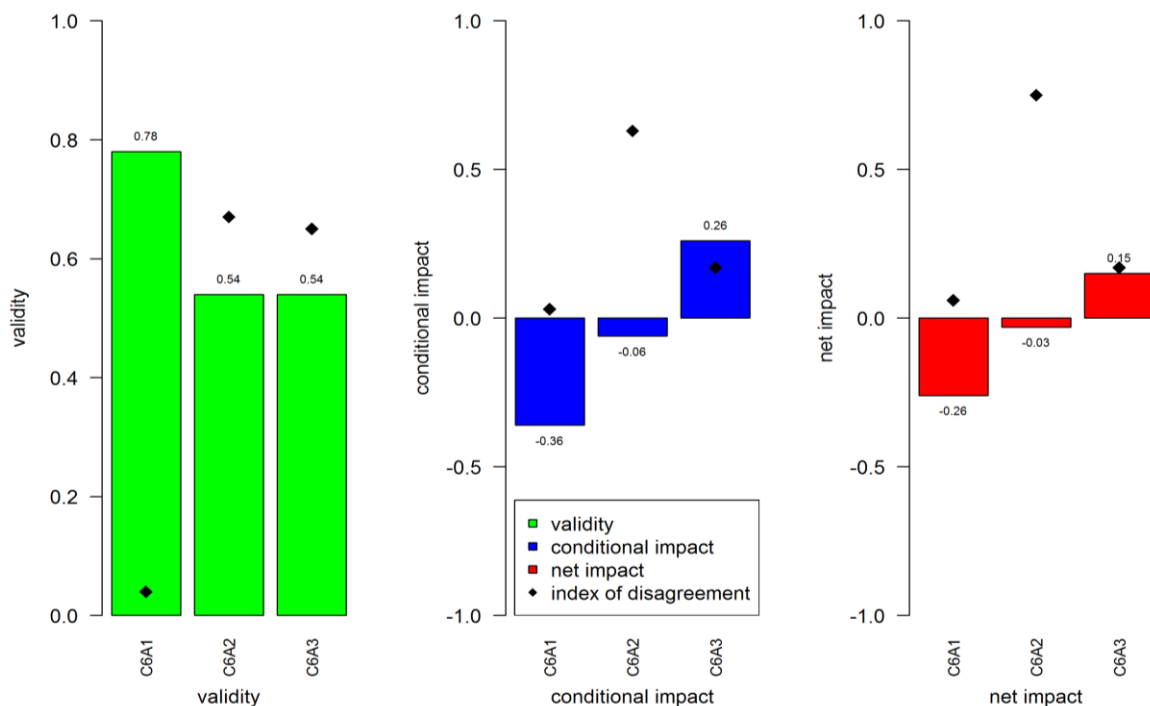 validity
1.0
0.8
0.6
0.4
0.2
0.0
0.78
0.54
0.54
C6A1
C6A2
C6A3
validity
conditional impact
1.0
0.5
0.0
-0.5
-1.0
-0.36
-0.06
0.26
validity
conditional impact
net impact
index of disagreement
C6A1
C6A2
C6A3
conditional impact
net impact
1.0
0.5
0.0
-0.5
-1.0
-0.26
-0.03
0.15
C6A1
C6A2
C6A3
net impact